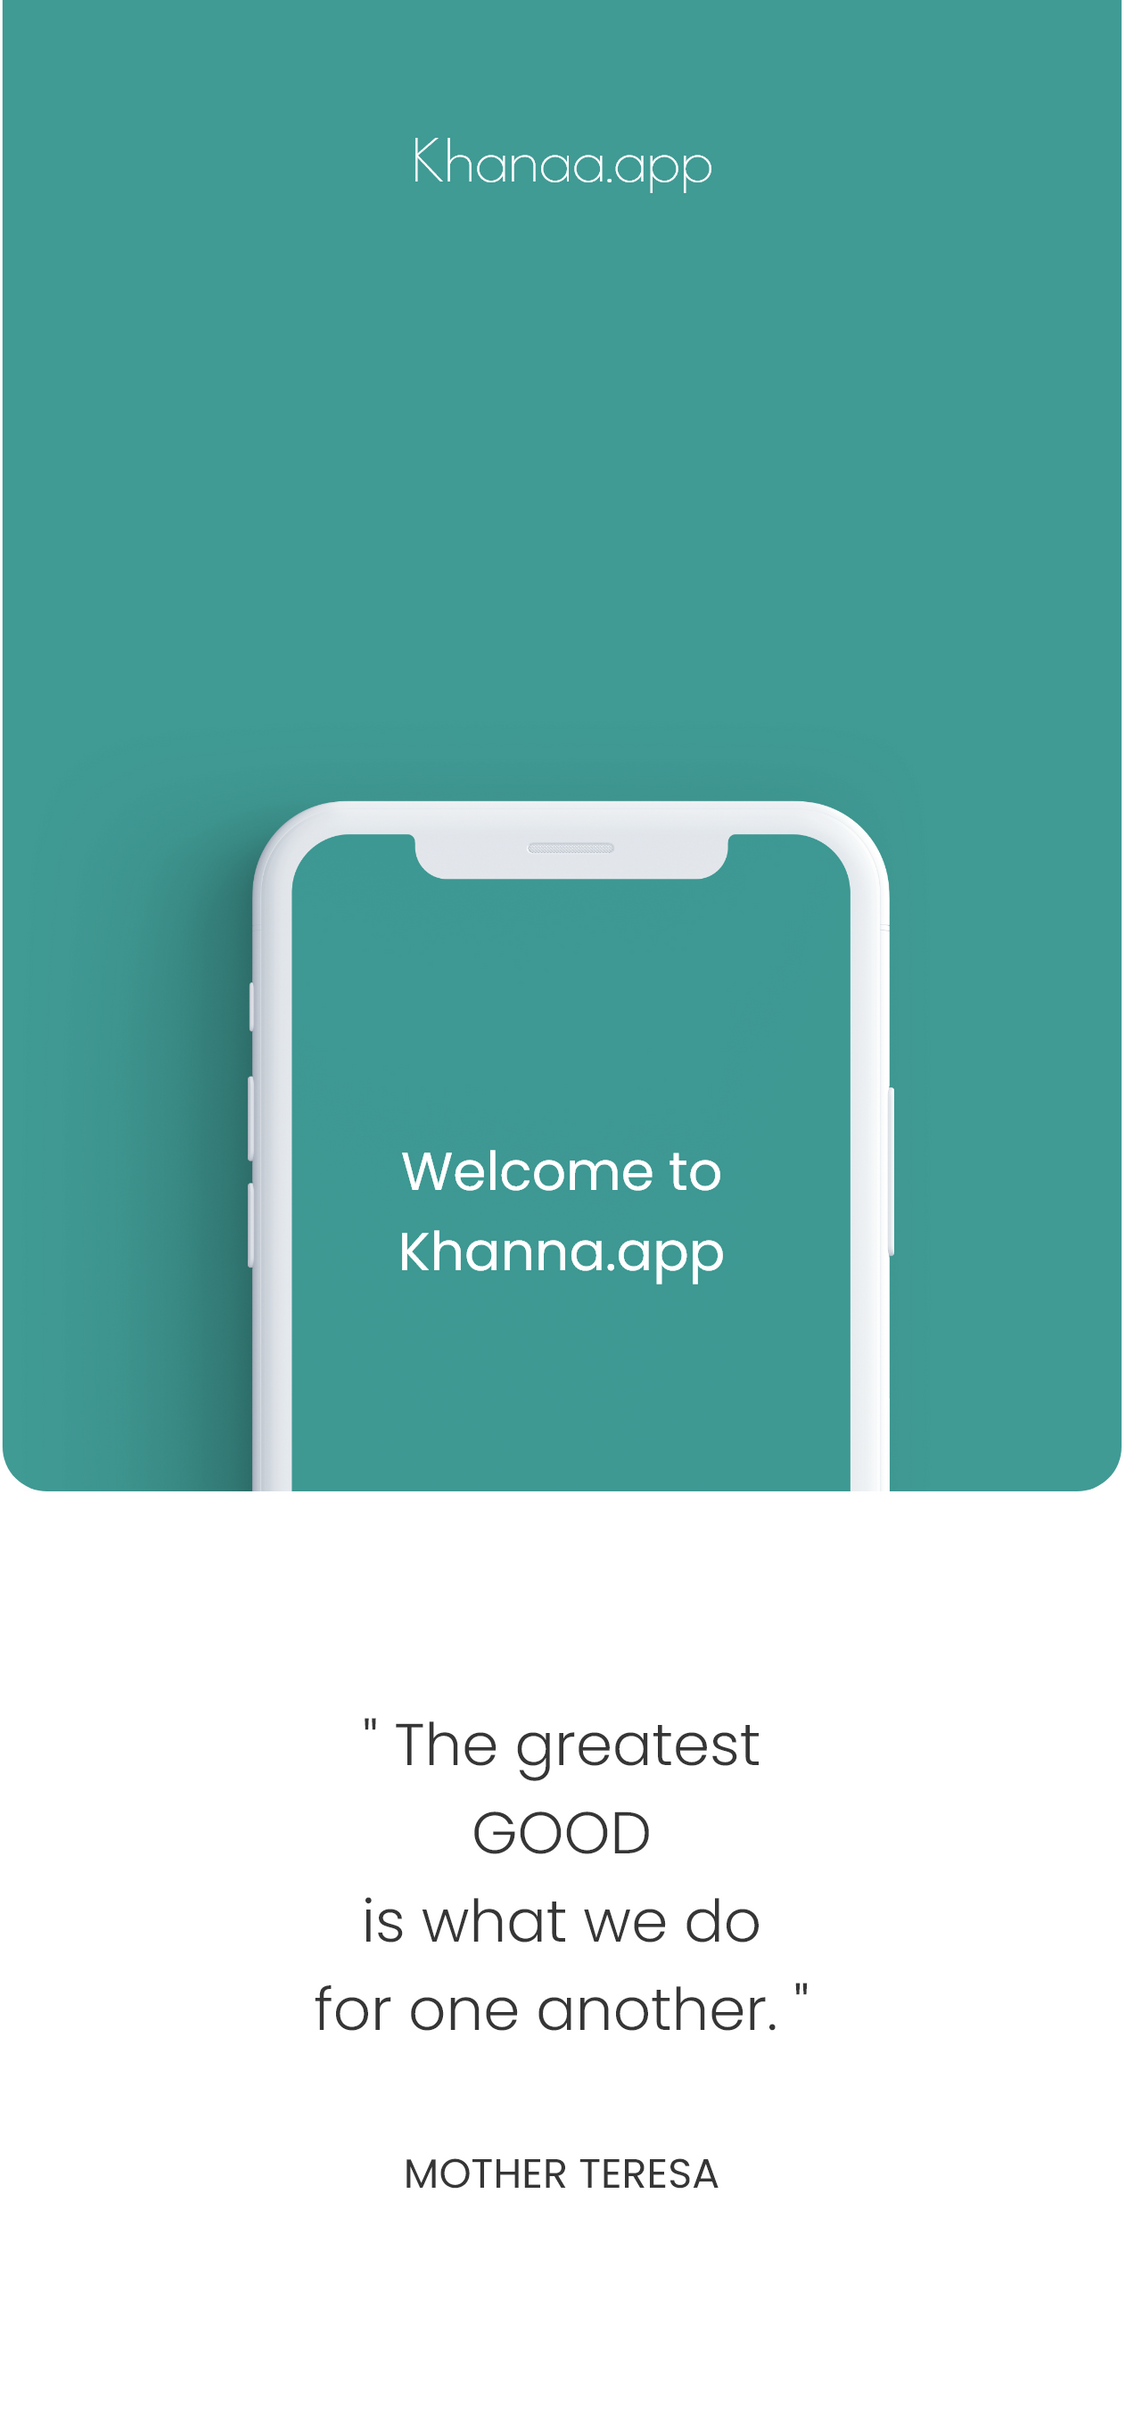 Khanaa.app
Welcome to
Khanna.app
" The greatest
GOOD
is what we do
for one another. "
MOTHER TERESA